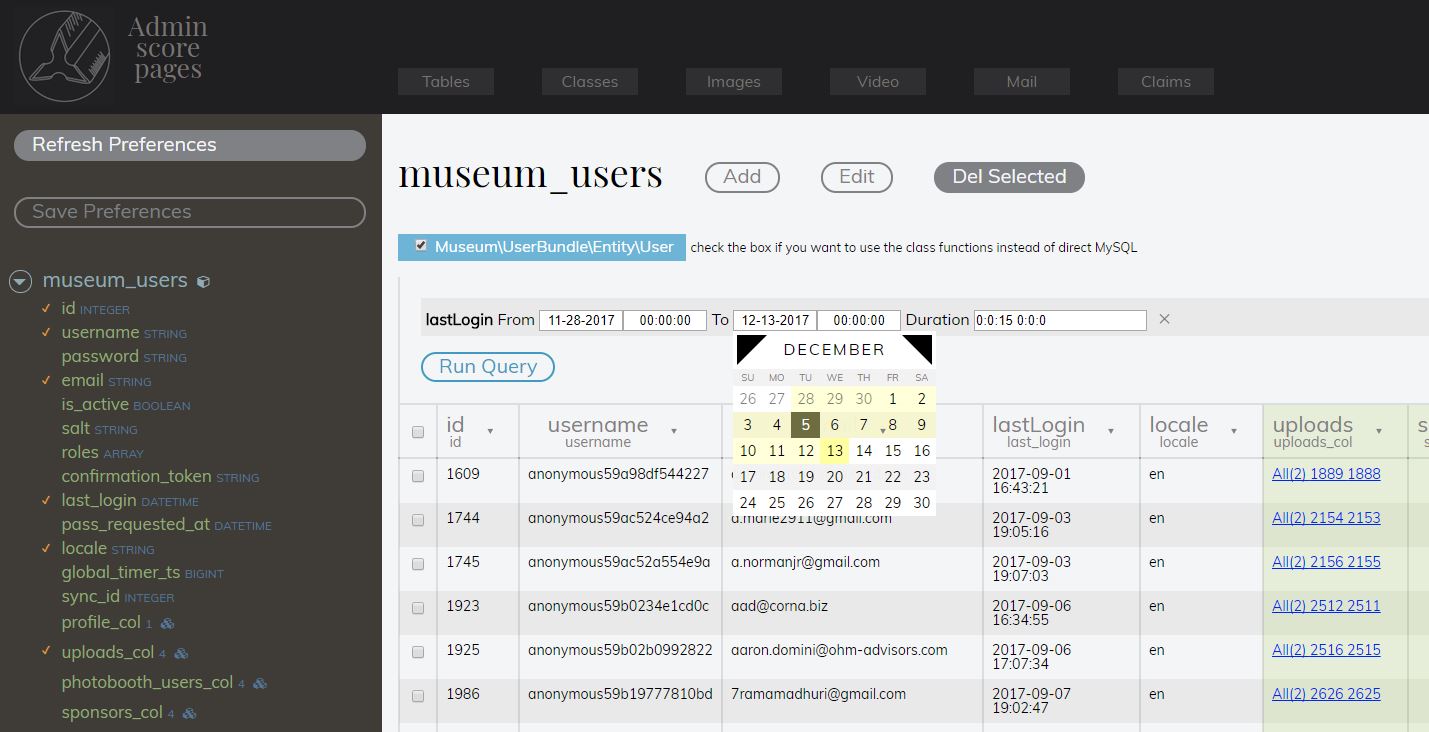 Admin
score
pages
Tables Classes Images Video Mail Claims
Refresh Preferences
Save Preferences
museum_users
id INTEGER
username STRING
password STRING
email STRING
is_active BOOLEAN
salt STRING
roles ARRAY
confirmation_token STRING
last_login DATETIME
pass_requested_at DATETIME
locale STRING
global_timer_ts BIGINT
sync_id INTEGER
profile_col 1
uploads_col 4
photobooth_users_col 4
sponsors_col 4
museum_users Add Edit Del Selected
Museum\UserBundle\Entity\User check the box if you want to use the class functions instead of direct MySQL
lastLogin From 11-28-2017 00:00:00 To 12-13-2017 00:00:00 Duration 0:0:15 0:0:0 ×
Run Query
DECEMBER
SU MO TU WE TH FR SA
26 27 28 29 30 1 2
3 4 5 6 7 8 9
10 11 12 13 14 15 16
17 18 19 20 21 22 23
24 25 26 27 28 29 30
id username lastLogin locale uploads s
id username last_login locale uploads_col s
1609 anonymous59a98df544227 2017-09-01 en All(2) 1889 1888
16:43:21
1744 anonymous59ac524ce94a2 a.marie2911@gmail.com 2017-09-03 en All(2) 2154 2153
19:05:16
1745 anonymous59ac52a554e9a a.normanjr@gmail.com 2017-09-03 en All(2) 2156 2155
19:07:03
1923 anonymous59b0234e1cd0c aad@corna.biz 2017-09-06 en All(2) 2512 2511
16:34:55
1925 anonymous59b02b0992822 aaron.domini@ohm-advisors.com 2017-09-06 en All(2) 2516 2515
17:07:34
1986 anonymous59b19777810bd 7ramamadhuri@gmail.com 2017-09-07 en All(2) 2626 2625
19:02:47